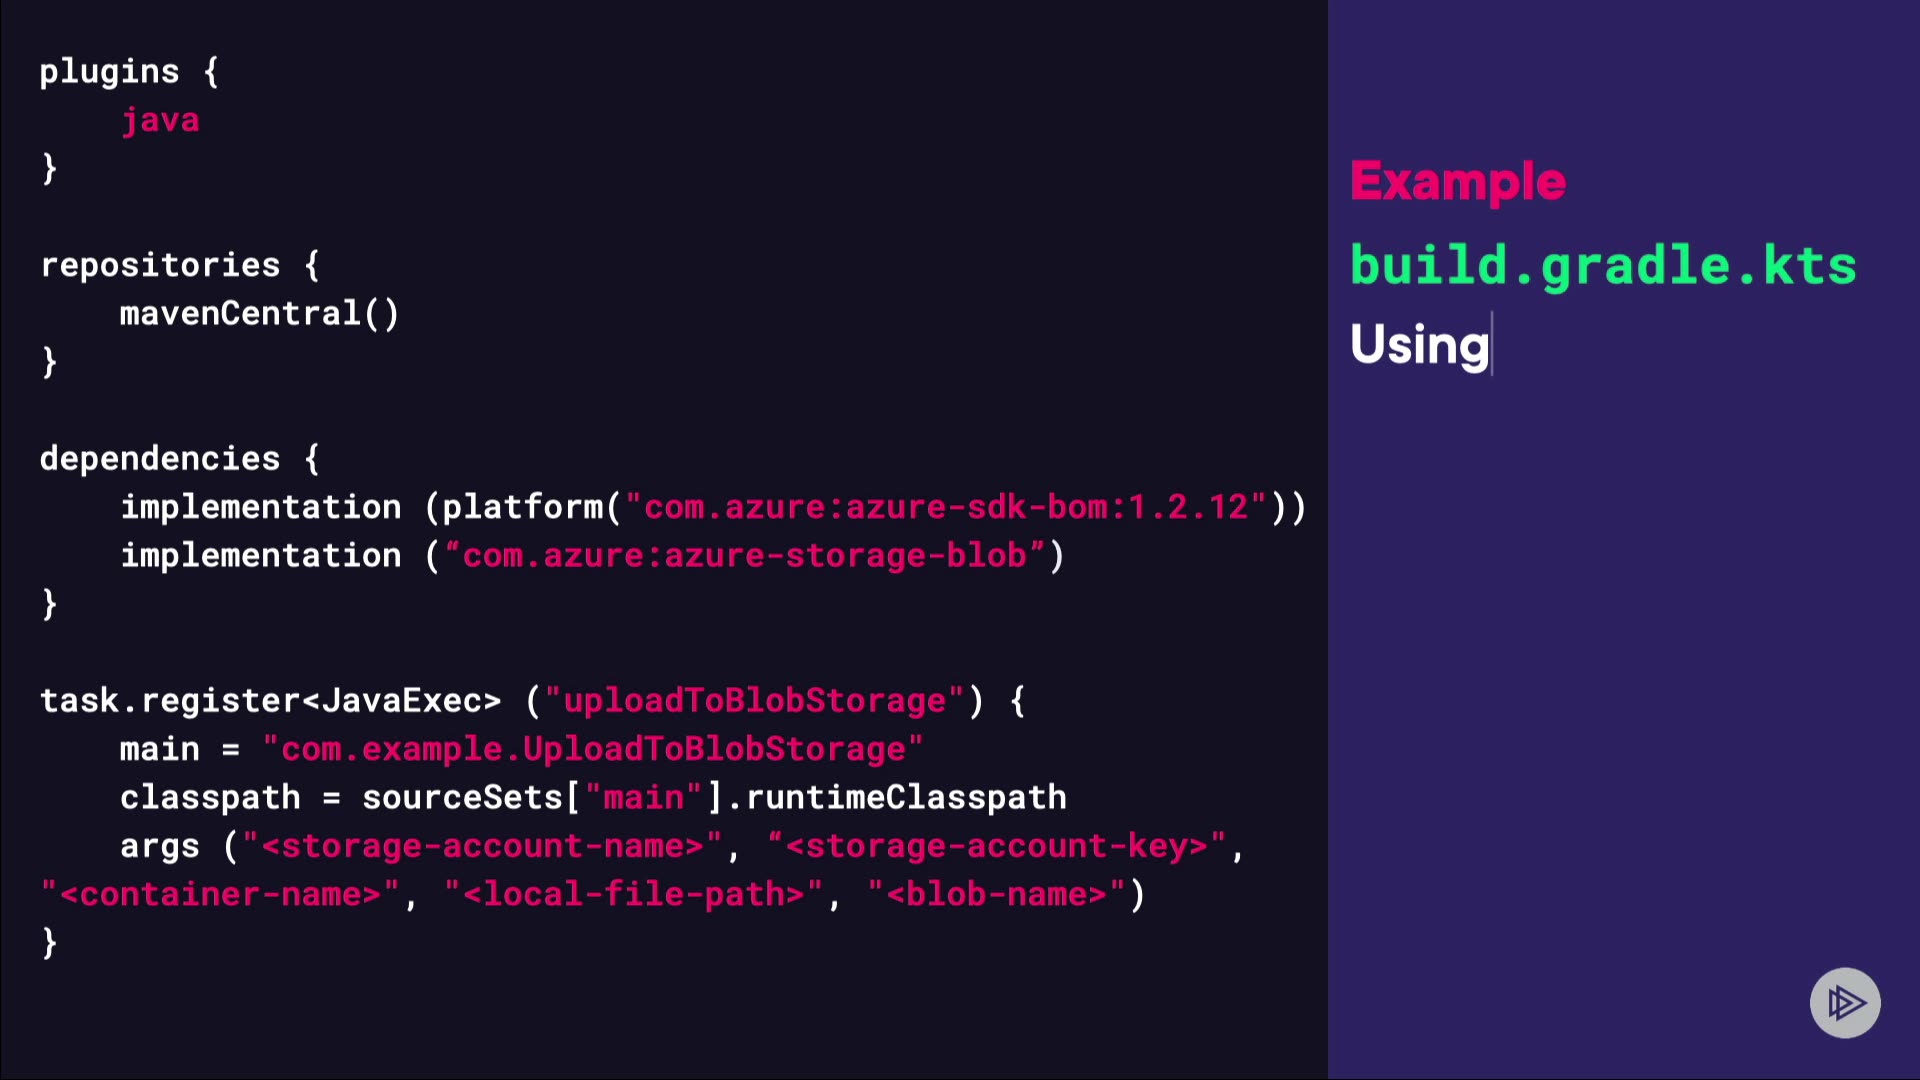 plugins {
java
}
repositories {
mavenCentral()
}
dependencies {
implementation (platform("com.azure:azure-sdk-bom:1.2.12"))
implementation (“com.azure:azure-storage-blob”)
}
task.register<JavaExec> ("uploadToBlobStorage") {
main = "com.example.UploadToBlobStorage"
classpath = sourceSets["main"].runtimeClasspath
args ("<storage-account-name>", “<storage-account-key>",
"<container-name>", "<local-file-path>", "<blob-name>")
}
Example
build.gradle.kts
Using